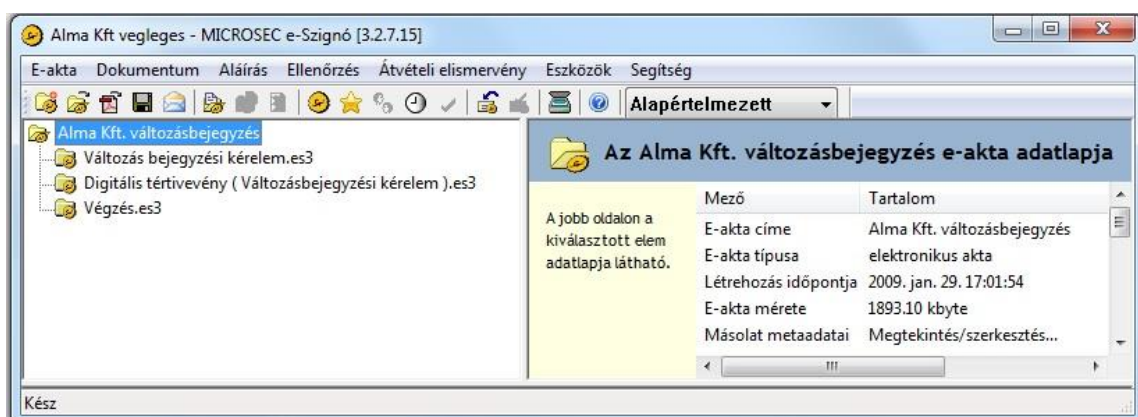 Alma Kft vegleges - MICROSEC e-Szignó [3.2.7.15]
E-akta Dokumentum Aláírás Ellenőrzés Átvételi elismervény Eszközök Segítség
Alapértelmezett
Alma Kft. változásbejegyzés
Változás bejegyzési kérelem.es3
Digitális tértivevény ( Változásbejegyzési kérelem ).es3
Végzés.es3
Az Alma Kft. változásbejegyzés e-akta adatlapja
A jobb oldalon a
kiválasztott elem
adatlapja látható.
Mező Tartalom
E-akta címe Alma Kft. változásbejegyzés
E-akta típusa elektronikus akta
Létrehozás időpontja 2009. jan. 29. 17:01:54
E-akta mérete 1893.10 kbyte
Másolat metaadatai Megtekintés/szerkesztés...
Kész